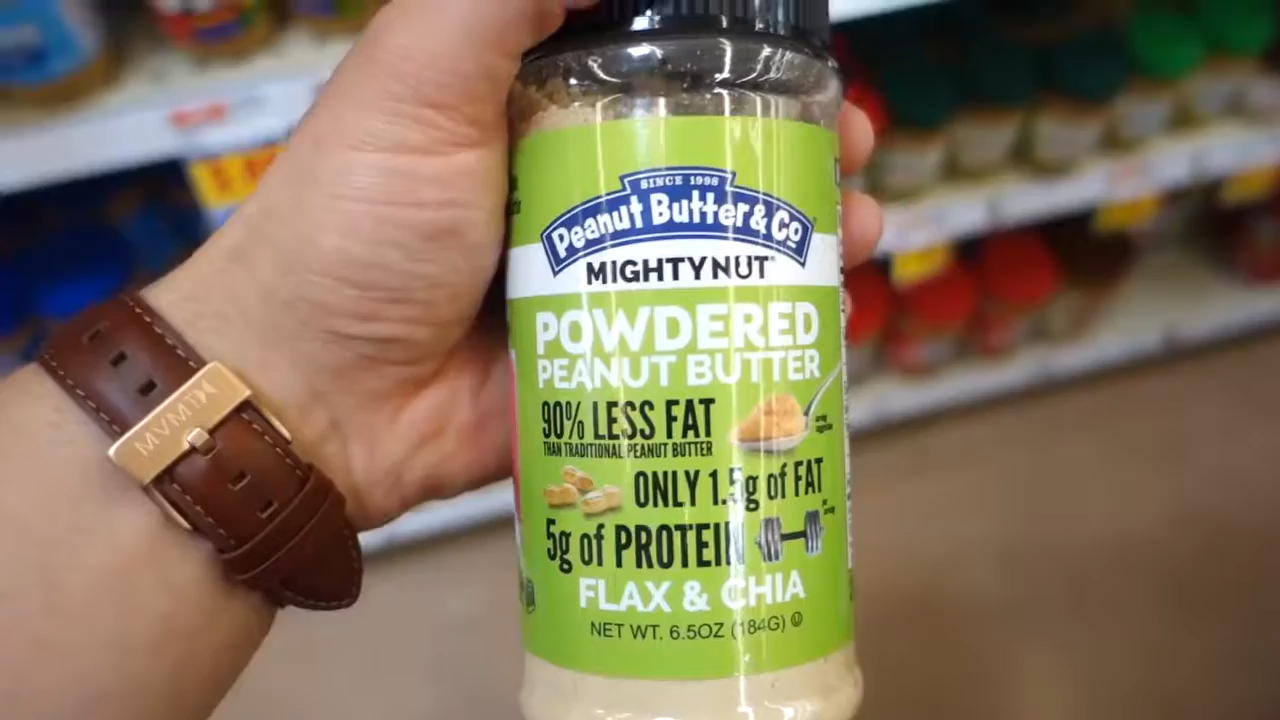 SINCE 1998
Peanut Butter & Co
MIGHTYNUT
POWDERED
PEANUT BUTTER
90% LESS FAT
THAN TRADITIONAL PEANUT BUTTER
ONLY 1.5g of FAT
5g of PROTEIN
FLAX & CHIA
NET WT. 6.5OZ (184G) Ⓤ
MVMT